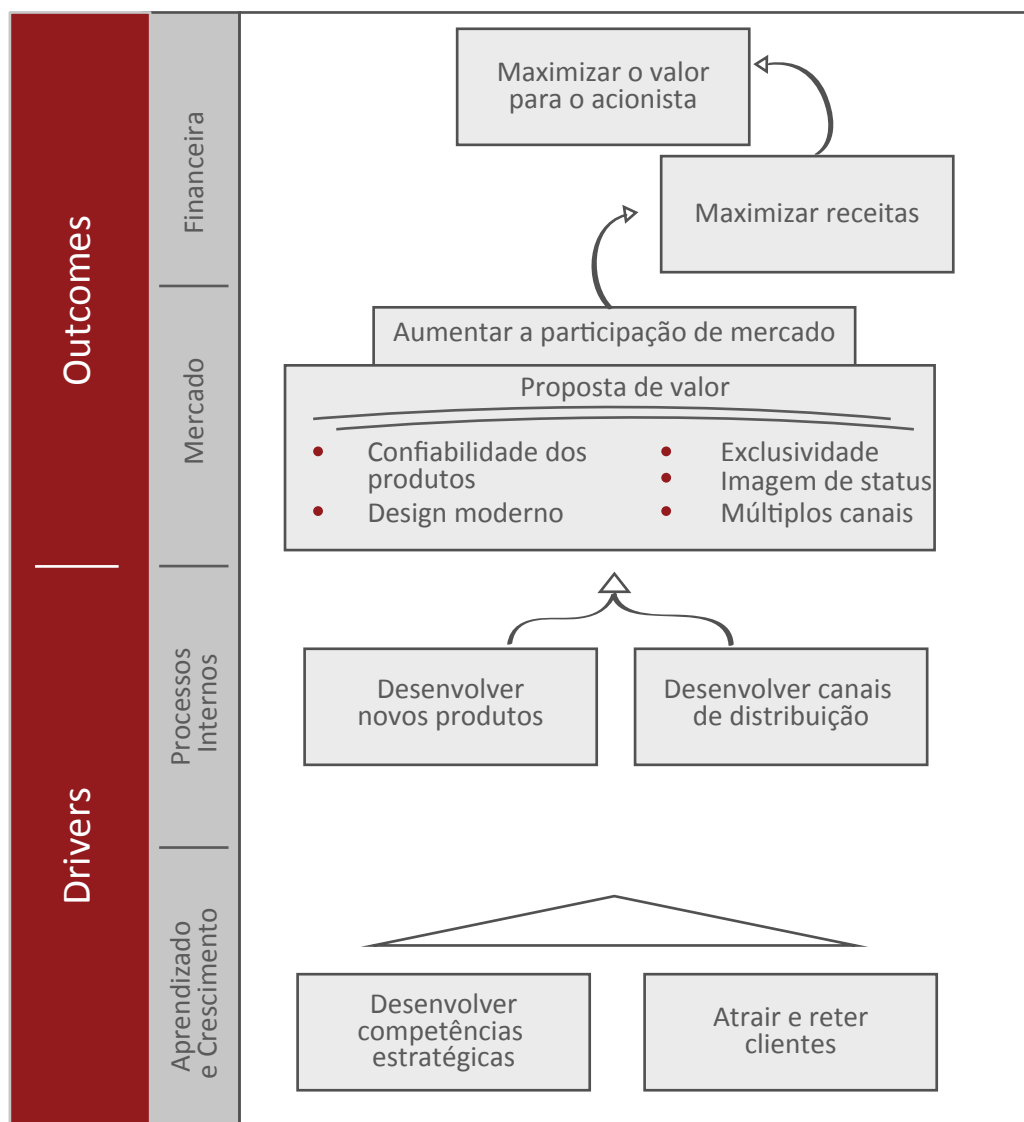 Outcomes
Drivers
Financeira
Mercado
Processos
Internos
Aprendizado
e Crescimento
Maximizar o valor
para o acionista
Maximizar receitas
Aumentar a participação de mercado
Proposta de valor
• Confiabilidade dos
produtos
• Design moderno
• Exclusividade
• Imagem de status
• Múltiplos canais
Desenvolver
novos produtos
Desenvolver canais
de distribuição
Desenvolver
competências
estratégicas
Atrair e reter
clientes